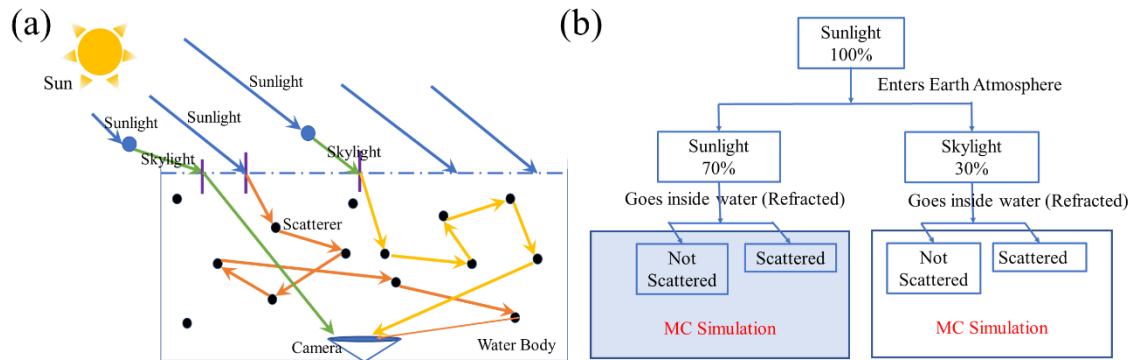 (a)
Sun
Sunlight
Sunlight
Sunlight
Skylight
Skylight
Scatterer
Camera
Water Body
(b)
Sunlight
100%
Enters Earth Atmosphere
Sunlight
70%
Skylight
30%
Goes inside water (Refracted)
Goes inside water (Refracted)
Not
Scattered
Scattered
Not
Scattered
Scattered
MC Simulation
MC Simulation